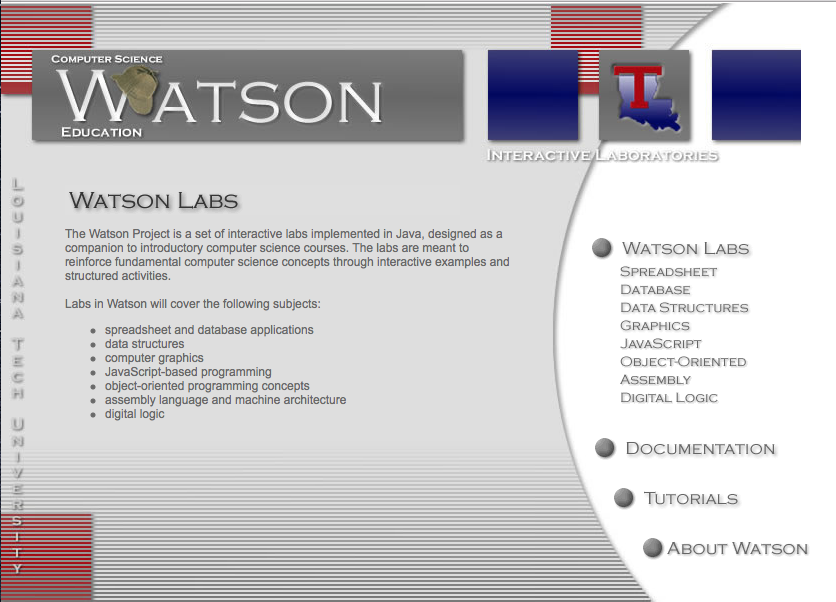 Computer Science
WATSON
Education
T
Interactive Laboratories
LOUISIANA TECH UNIVERSITY
Watson Labs
The Watson Project is a set of interactive labs implemented in Java, designed as a
companion to introductory computer science courses. The labs are meant to
reinforce fundamental computer science concepts through interactive examples and
structured activities.
Labs in Watson will cover the following subjects:
• spreadsheet and database applications
• data structures
• computer graphics
• JavaScript-based programming
• object-oriented programming concepts
• assembly language and machine architecture
• digital logic
Watson Labs
Spreadsheet
Database
Data Structures
Graphics
JavaScript
Object-Oriented
Assembly
Digital Logic
Documentation
Tutorials
About Watson